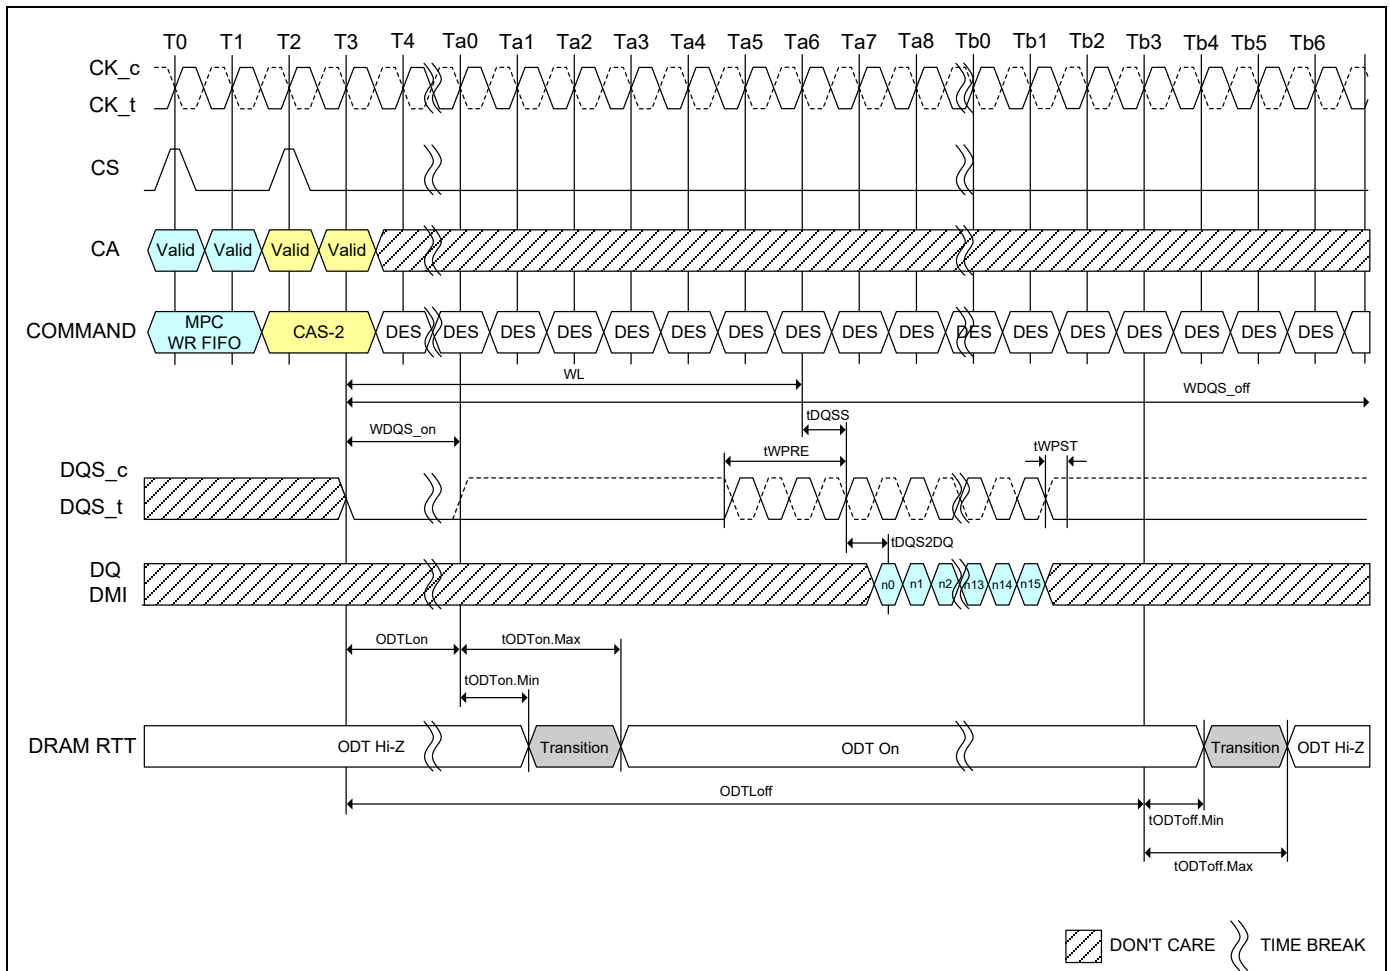 T0 T1 T2 T3 T4 Ta0 Ta1 Ta2 Ta3 Ta4 Ta5 Ta6 Ta7 Ta8 Tb0 Tb1 Tb2 Tb3 Tb4 Tb5 Tb6
CK_c
CK_t
CS
CA Valid Valid Valid Valid
COMMAND MPC WR FIFO CAS-2 DES DES DES DES DES DES DES DES DES DES DES DES DES DES DES DES DES
WL
WDQS_off
tDQSS
WDQS_on
tWPRE
tWPST
DQS_c
DQS_t
tDQS2DQ
DQ
DMI
n0 n1 n2 n13 n14 n15
ODTLon
tODTon.Max
tODTon.Min
DRAM RTT ODT Hi-Z Transition ODT On Transition ODT Hi-Z
ODTLoff
tODToff.Min
tODToff.Max
DON'T CARE
TIME BREAK